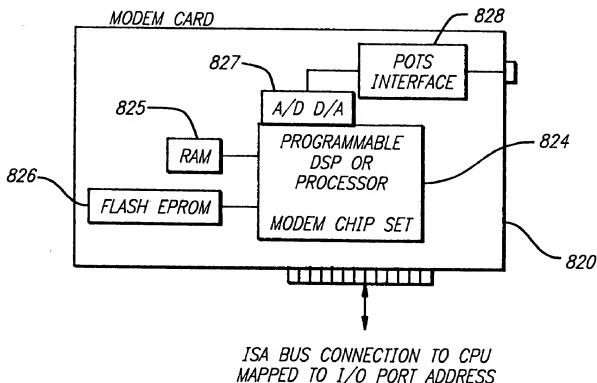 MODEM CARD
828
POTS
INTERFACE
827
A/D D/A
825
RAM
PROGRAMMABLE
DSP OR
PROCESSOR
824
826
FLASH EPROM
MODEM CHIP SET
820
ISA BUS CONNECTION TO CPU
MAPPED TO I/O PORT ADDRESS